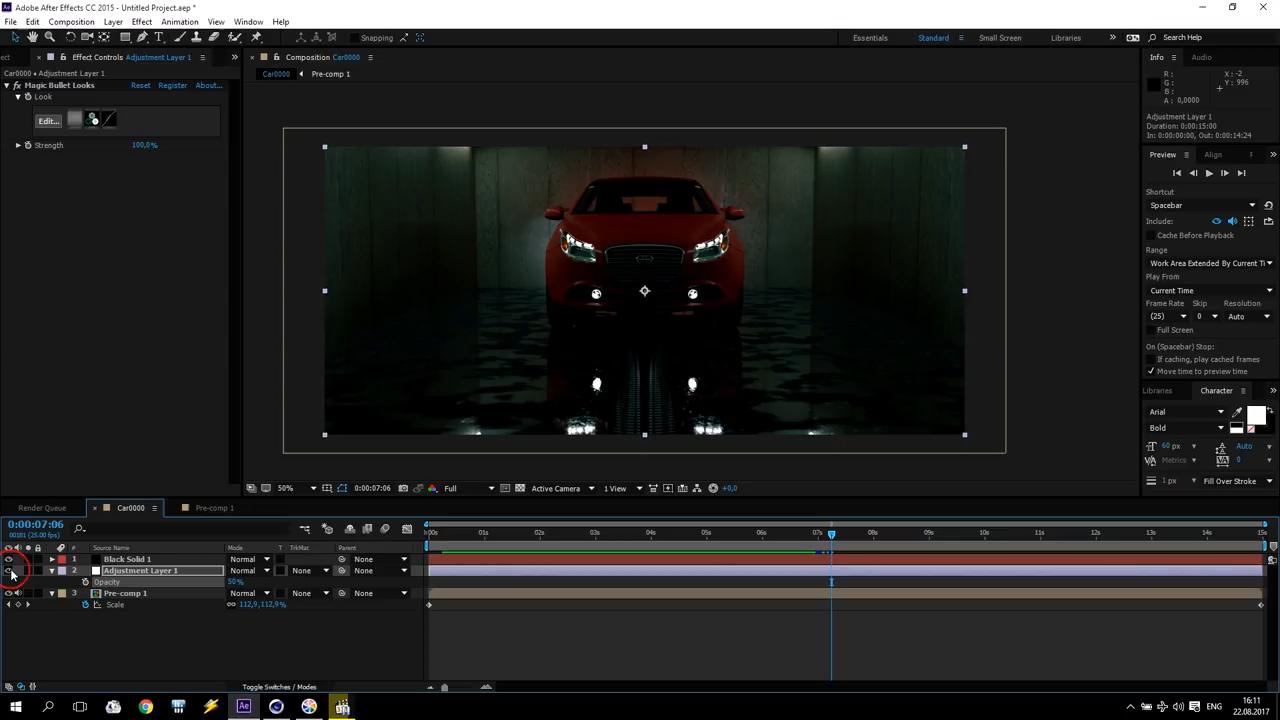 Adobe After Effects CC 2015 - Untitled Project.aep *
File Edit Composition Layer Effect Animation View Window Help
Snapping Essentials Standard Small Screen Libraries Search Help
ect Effect Controls Adjustment Layer 1 Composition Car0000 Info Audio
Car0000 • Adjustment Layer 1 Car0000 Pre-comp 1
fx Magic Bullet Looks Reset Register About...
Look
Edit...
Strength 100,0%
R:
G:
B:
A: 0,0000
X: -2
Y: 996
Adjustment Layer 1
Duration: 0:00:15:00
In: 0:00:00:00, Out: 0:00:14:24
Preview Align
Shortcut
Spacebar
Include:
Cache Before Playback
Range
Work Area Extended By Current Ti
Play From
Current Time
Frame Rate Skip Resolution
(25) 0 Auto
Full Screen
On (Spacebar) Stop:
If caching, play cached frames
Move time to preview time
Libraries Character
Arial
Bold
60 px Auto
Metrics 0
1 px Fill Over Stroke
50% 0:00:07:06 Full Active Camera 1 View +0,0
Render Queue Car0000 Pre-comp 1
0:00:07:06
00181 (25.00 fps)
# Source Name Mode T TrkMat Parent
:00s 01s 02s 03s 04s 05s 06s 07s 08s 09s 10s 11s 12s 13s 14s 15s
1 Black Solid 1 Normal None
2 Adjustment Layer 1 Normal None None
Opacity 50%
3 Pre-comp 1 Normal None None
Scale 112,9,112,9%
Toggle Switches / Modes
Ae ENG 16:11
22.08.2017